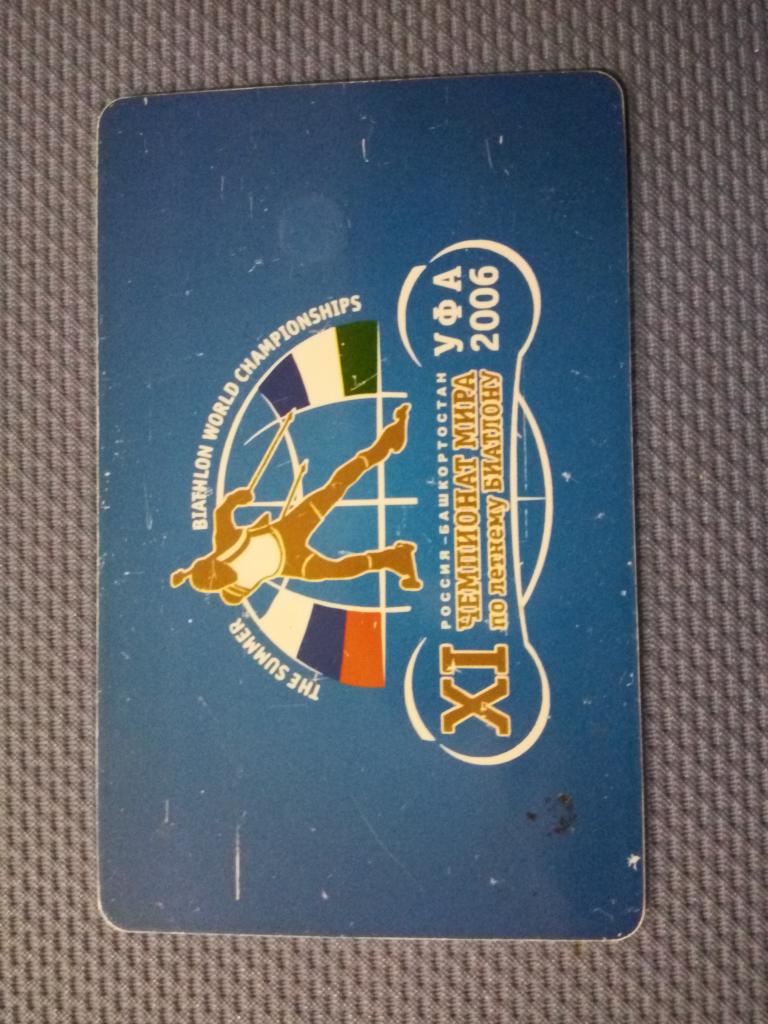 THE SUMMER BIATHLON WORLD CHAMPIONSHIPS
XI
РОССИЯ-БАШКОРТОСТАН
ЧЕМПИОНАТ МИРА
по летнему БИАТЛОНУ
УФА
2006